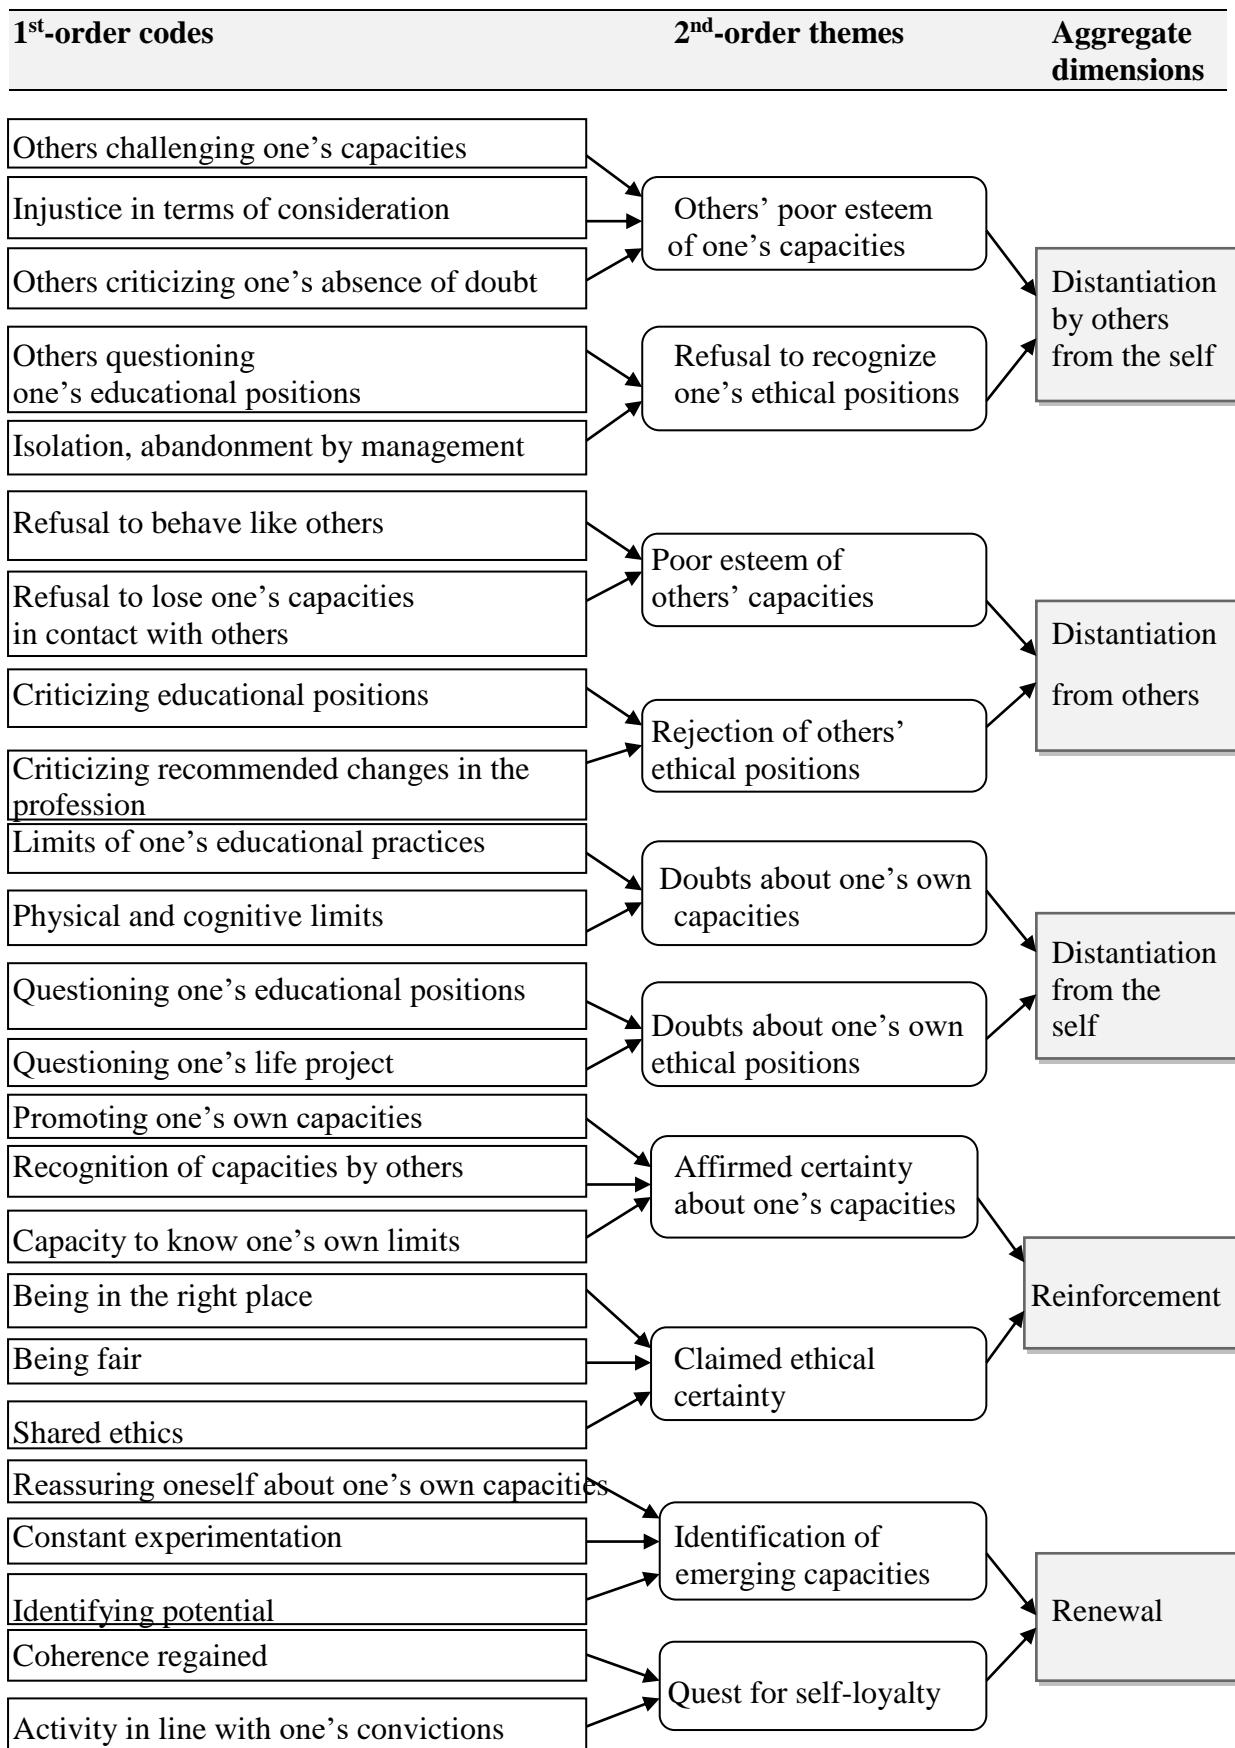 1st-order codes
2nd-order themes
Aggregate
dimensions
Others challenging one’s capacities
Injustice in terms of consideration
Others criticizing one’s absence of doubt
Others’ poor esteem
of one’s capacities
Others questioning
one’s educational positions
Isolation, abandonment by management
Refusal to recognize
one’s ethical positions
Distantiation
by others
from the self
Refusal to behave like others
Refusal to lose one’s capacities
in contact with others
Poor esteem of
others’ capacities
Criticizing educational positions
Criticizing recommended changes in the
profession
Rejection of others’
ethical positions
Distantiation
from others
Limits of one’s educational practices
Physical and cognitive limits
Doubts about one’s own
capacities
Questioning one’s educational positions
Questioning one’s life project
Doubts about one’s own
ethical positions
Distantiation
from the
self
Promoting one’s own capacities
Recognition of capacities by others
Capacity to know one’s own limits
Affirmed certainty
about one’s capacities
Being in the right place
Being fair
Shared ethics
Claimed ethical
certainty
Reinforcement
Reassuring oneself about one’s own capacities
Constant experimentation
Identifying potential
Identification of
emerging capacities
Coherence regained
Activity in line with one’s convictions
Quest for self-loyalty
Renewal